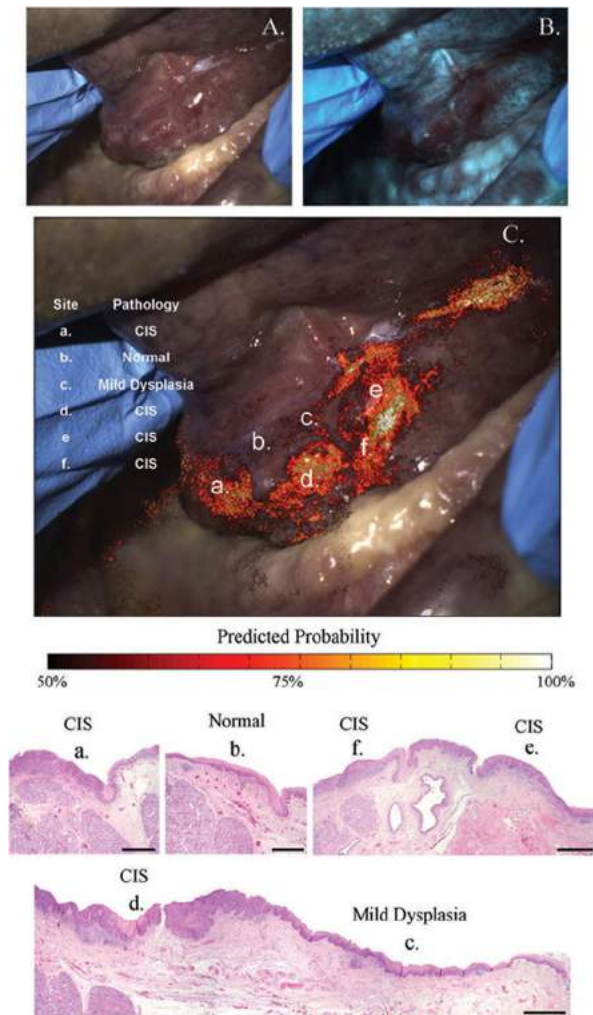 A.
B.
C.
Site Pathology
a. CIS
b. Normal
c. Mild Dysplasia
d. CIS
e. CIS
f. CIS
b.
c.
e
f
a.
d.
Predicted Probability
50% 75% 100%
CIS Normal CIS CIS
a. b. f. e.
CIS
d.
Mild Dysplasia
c.